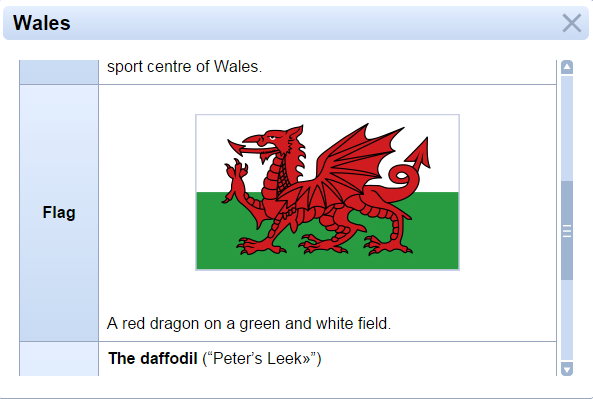 Wales
sport centre of Wales.
Flag
A red dragon on a green and white field.
The daffodil (“Peter’s Leek»”)